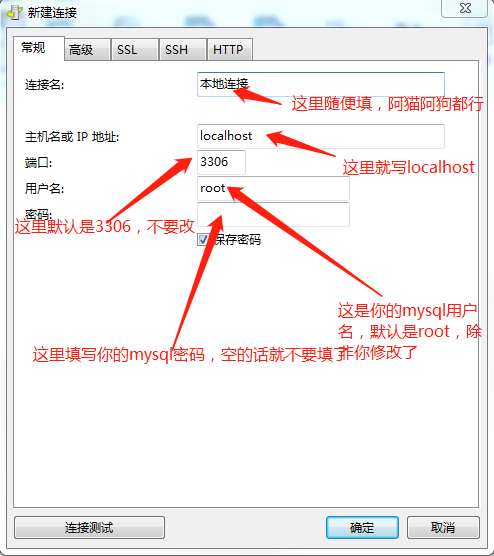 新建连接
常规 高级 SSL SSH HTTP
连接名: 本地连接
这里随便填，阿猫阿狗都行
主机名或 IP 地址: localhost
端口: 3306
这里就写localhost
用户名: root
密码:
这里默认是3306，不要改
保存密码
这是你的mysql用户
名，默认是root，除
非你修改了
这里填写你的mysql密码，空的话就不要填了
连接测试 确定 取消